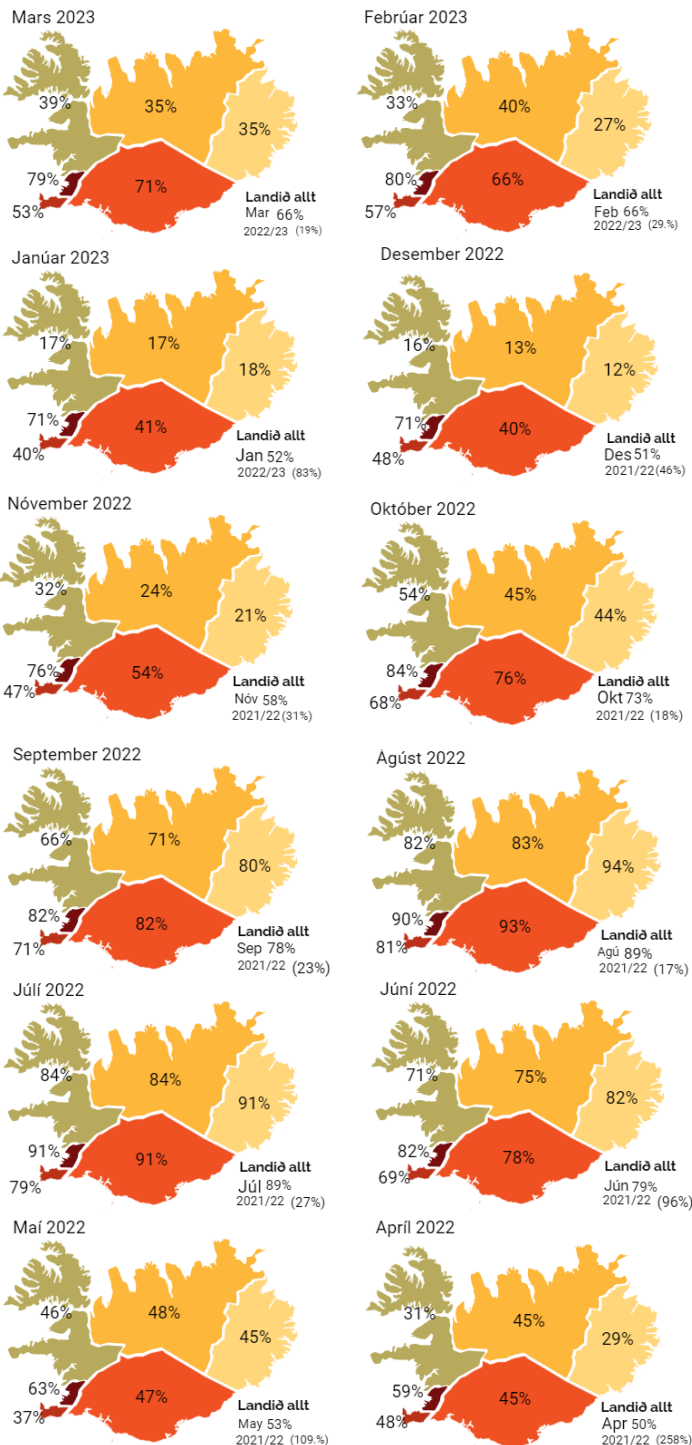 Mars 2023
39%
35%
35%
79%
71%
53%
Landið allt
Mar 66%
2022/23 (19%)
Febrúar 2023
33%
40%
27%
80%
66%
57%
Landið allt
Feb 66%
2022/23 (29.%)
Janúar 2023
17%
17%
18%
71%
41%
40%
Landið allt
Jan 52%
2022/23 (83%)
Desember 2022
16%
13%
12%
71%
40%
48%
Landið allt
Des 51%
2021/22 (46%)
Nóvember 2022
32%
24%
21%
76%
54%
47%
Landið allt
Nóv 58%
2021/22 (31%)
Október 2022
54%
45%
44%
84%
76%
68%
Landið allt
Okt 73%
2021/22 (18%)
September 2022
66%
71%
80%
82%
82%
71%
Landið allt
Sep 78%
2021/22 (23%)
Ágúst 2022
82%
83%
94%
90%
93%
81%
Landið allt
Agú 89%
2021/22 (17%)
Júlí 2022
84%
84%
91%
91%
91%
79%
Landið allt
Júl 89%
2021/22 (27%)
Júní 2022
71%
75%
82%
82%
78%
69%
Landið allt
Jún 79%
2021/22 (96%)
Maí 2022
46%
48%
45%
63%
47%
37%
Landið allt
May 53%
2021/22 (109.%)
Apríl 2022
31%
45%
29%
59%
45%
48%
Landið allt
Apr 50%
2021/22 (258%)